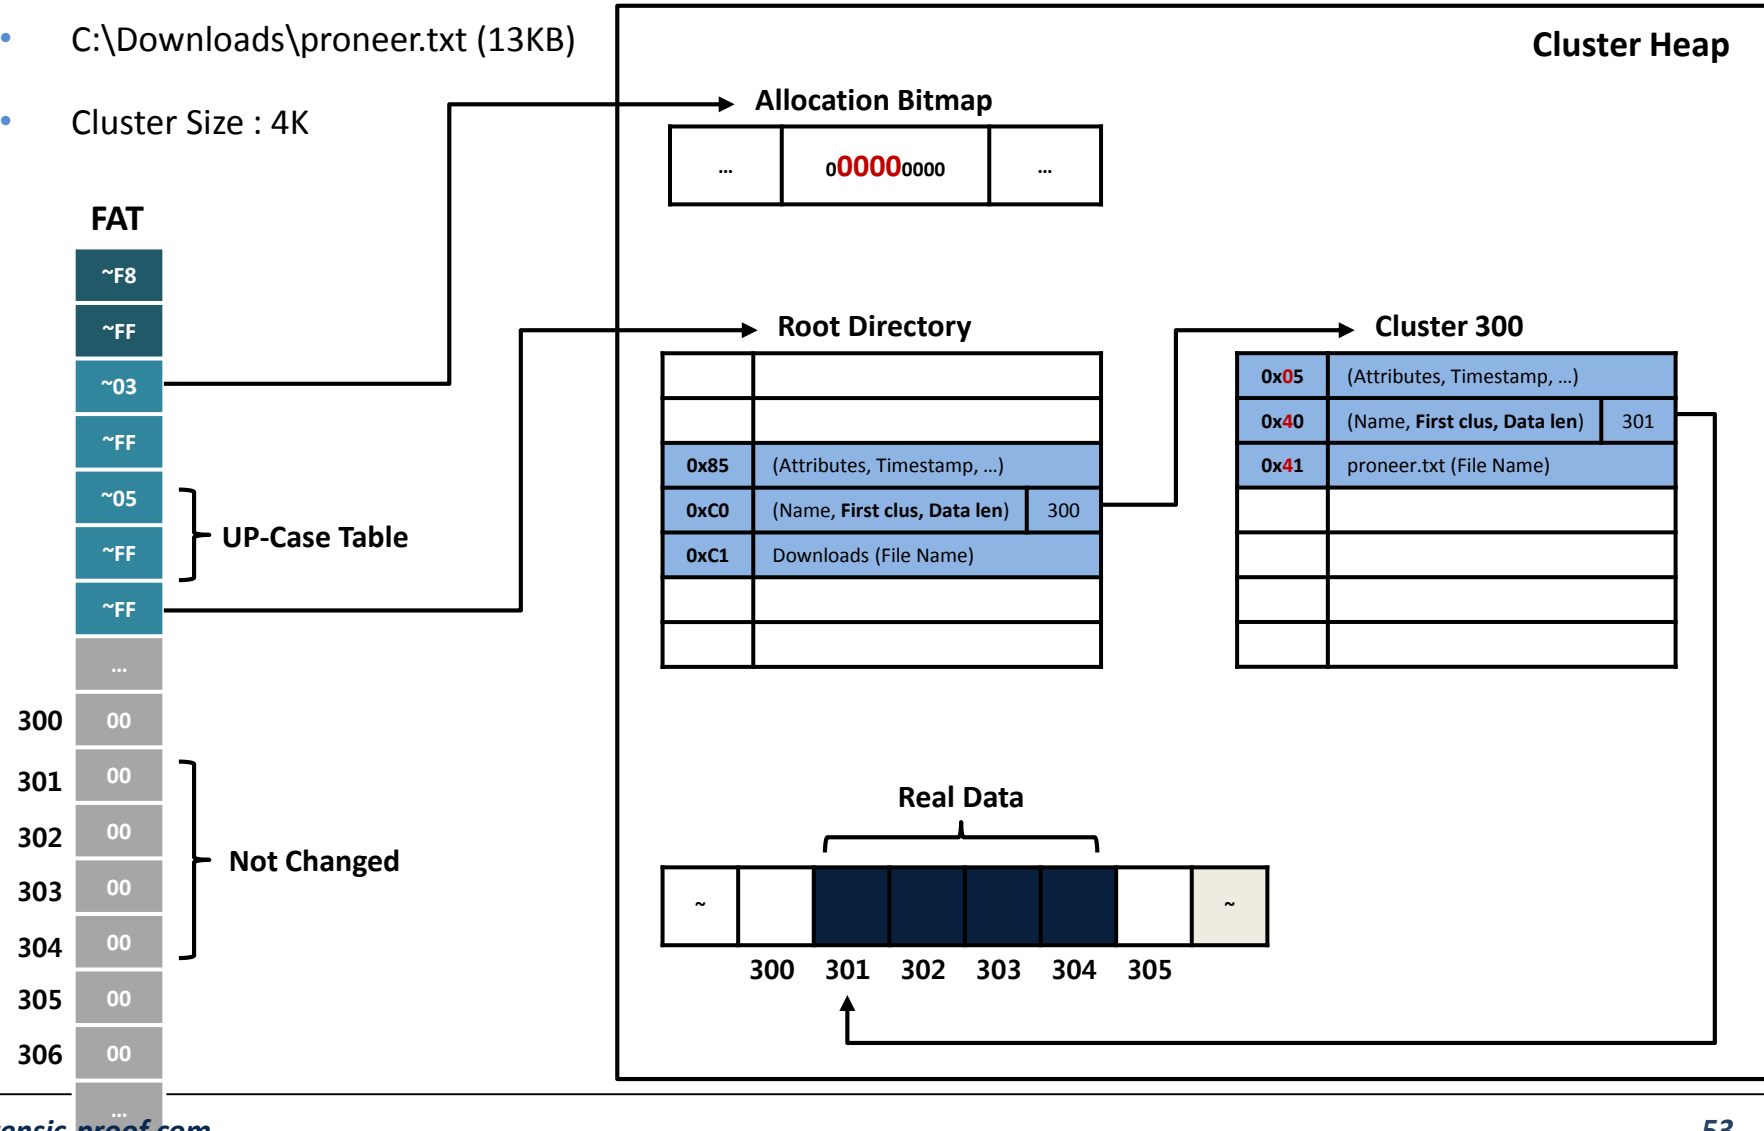 • C:\Downloads\proneer.txt (13KB)
• Cluster Size : 4K
Cluster Heap
Allocation Bitmap
... 000000000 ...
FAT
~F8
~FF
~03
~FF
~05
~FF
~FF
...
UP-Case Table
300 00
301 00
302 00
303 00
304 00
305 00
306 00
...
Not Changed
Root Directory
0x85 (Attributes, Timestamp, ...)
0xC0 (Name, First clus, Data len) 300
0xC1 Downloads (File Name)
Cluster 300
0x05 (Attributes, Timestamp, ...)
0x40 (Name, First clus, Data len) 301
0x41 proneer.txt (File Name)
Real Data
~ ~
300 301 302 303 304 305